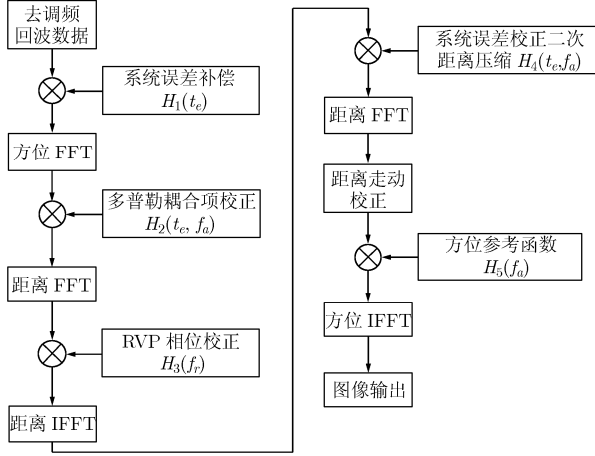 去调频
回波数据
系统误差补偿
H₁(tₑ)
方位 FFT
多普勒耦合项校正
H₂(tₑ, fₐ)
距离 FFT
RVP 相位校正
H₃(fᵣ)
距离 IFFT
系统误差校正二次
距离压缩 H₄(tₑ,fₐ)
距离 FFT
距离走动
校正
方位参考函数
H₅(fₐ)
方位 IFFT
图像输出